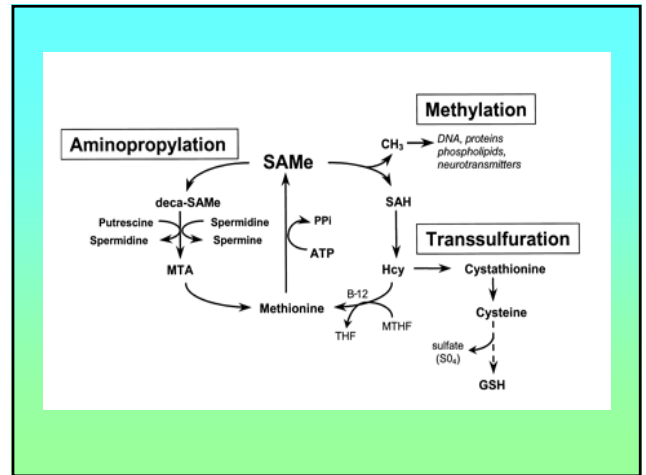 Methylation
Aminopropylation
CH₃
DNA, proteins
phospholipids,
neurotransmitters
SAMe
deca-SAMe
SAH
Putrescine
Spermidine
PPi
Spermidine
Spermine
ATP
Transsulfuration
MTA
Hcy
Cystathionine
Methionine
B-12
Cysteine
THF
MTHF
sulfate
(S0₄)
GSH